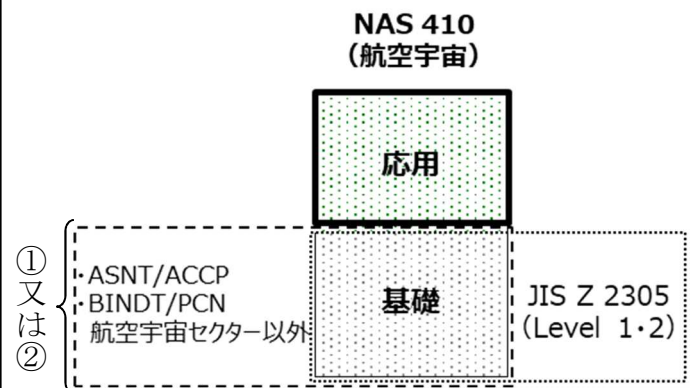 NAS 410
(航空宇宙)
応用
①又は②
・ASNT/ACCP
・BINDT/PCN
航空宇宙セクター以外
基礎
JIS Z 2305
(Level 1・2)